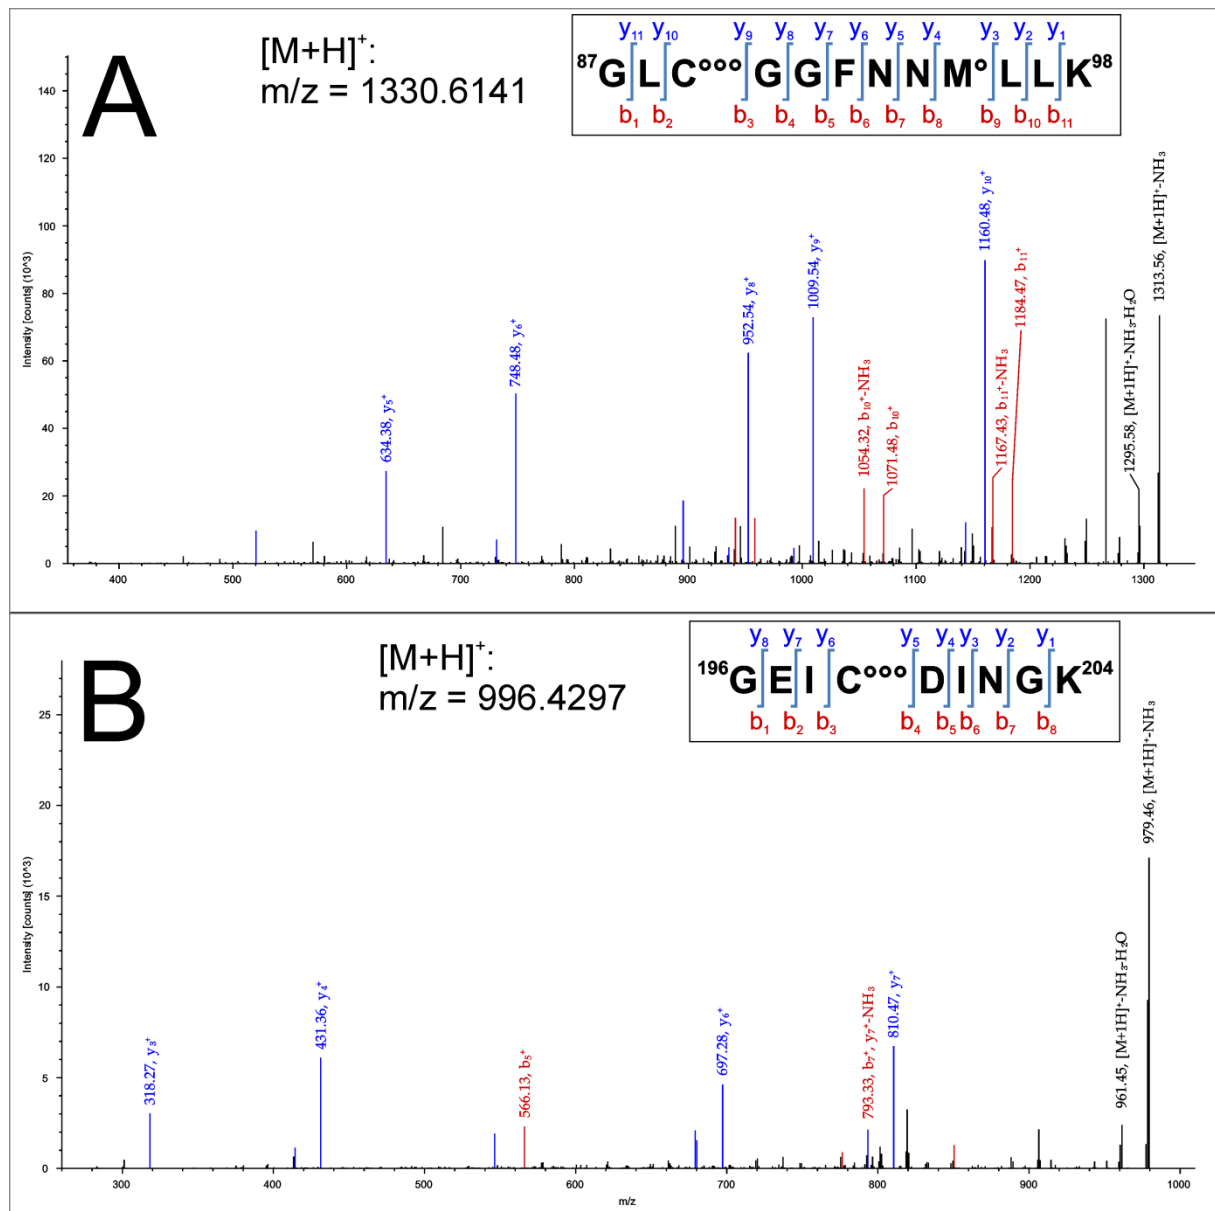 A
[M+H]⁺:
m/z = 1330.6141
y₁₁ y₁₀ y₉ y₈ y₇ y₆ y₅ y₄ y₃ y₂ y₁
⁸⁷GLC°°°GGFNNM°LLK⁹⁸
b₁ b₂ b₃ b₄ b₅ b₆ b₇ b₈ b₉ b₁₀ b₁₁
Intensity [counts] (10^3)
140
120
100
80
60
40
20
0
634.38, y₅⁺
748.48, y₆⁺
952.54, y₈⁺
1009.54, y₉⁺
1054.32, b₁₀⁺-NH₃
1071.48, b₁₀⁺
1160.48, y₁₀⁺
1167.43, b₁₁⁺-NH₃
1184.47, b₁₁⁺
1295.58, [M+1H]⁺-NH₃-H₂O
1313.56, [M+1H]⁺-NH₃
400 500 600 700 800 900 1000 1100 1200 1300
B
[M+H]⁺:
m/z = 996.4297
y₈ y₇ y₆ y₅ y₄ y₃ y₂ y₁
¹⁹⁶GEIC°°°DINGK²⁰⁴
b₁ b₂ b₃ b₄ b₅ b₆ b₇ b₈
Intensity [counts] (10^3)
25
20
15
10
5
0
318.27, y₃⁺
431.36, y₄⁺
566.13, b₅⁺
697.28, y₆⁺
793.33, b₇⁺, y₇⁺-NH₃
810.47, y₇⁺
961.45, [M+1H]⁺-NH₃-H₂O
979.46, [M+1H]⁺-NH₃
300 400 500 600 700 800 900 1000
m/z